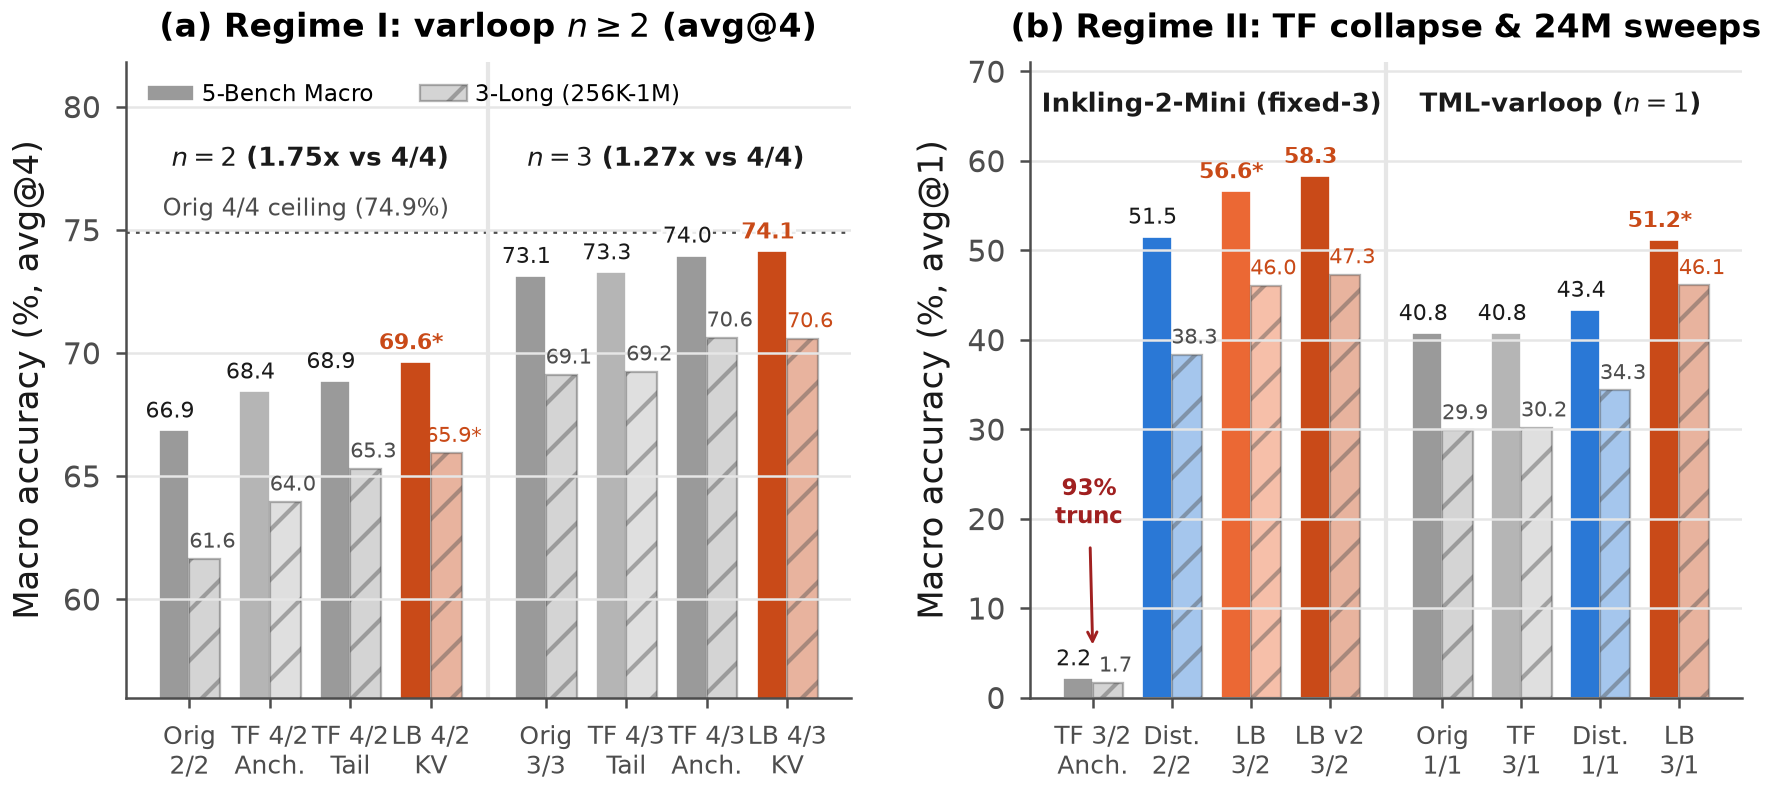 (a) Regime I: varloop n ≥ 2 (avg@4)
5-Bench Macro
3-Long (256K-1M)
n = 2 (1.75x vs 4/4)
n = 3 (1.27x vs 4/4)
Orig 4/4 ceiling (74.9%)
Macro accuracy (%, avg@4)
80
75
70
65
60
66.9
61.6
68.4
64.0
68.9
65.3
69.6*
65.9*
73.1
69.1
73.3
69.2
74.0
70.6
74.1
70.6
Orig
2/2
TF 4/2
Anch.
TF 4/2
Tail
LB 4/2
KV
Orig
3/3
TF 4/3
Tail
TF 4/3
Anch.
LB 4/3
KV
(b) Regime II: TF collapse & 24M sweeps
Inkling-2-Mini (fixed-3)
TML-varloop (n = 1)
Macro accuracy (%, avg@1)
70
60
50
40
30
20
10
0
93%
trunc
2.2
1.7
51.5
38.3
56.6*
46.0
58.3
47.3
40.8
29.9
40.8
30.2
43.4
34.3
51.2*
46.1
TF 3/2
Anch.
Dist.
2/2
LB
3/2
LB v2
3/2
Orig
1/1
TF
3/1
Dist.
1/1
LB
3/1